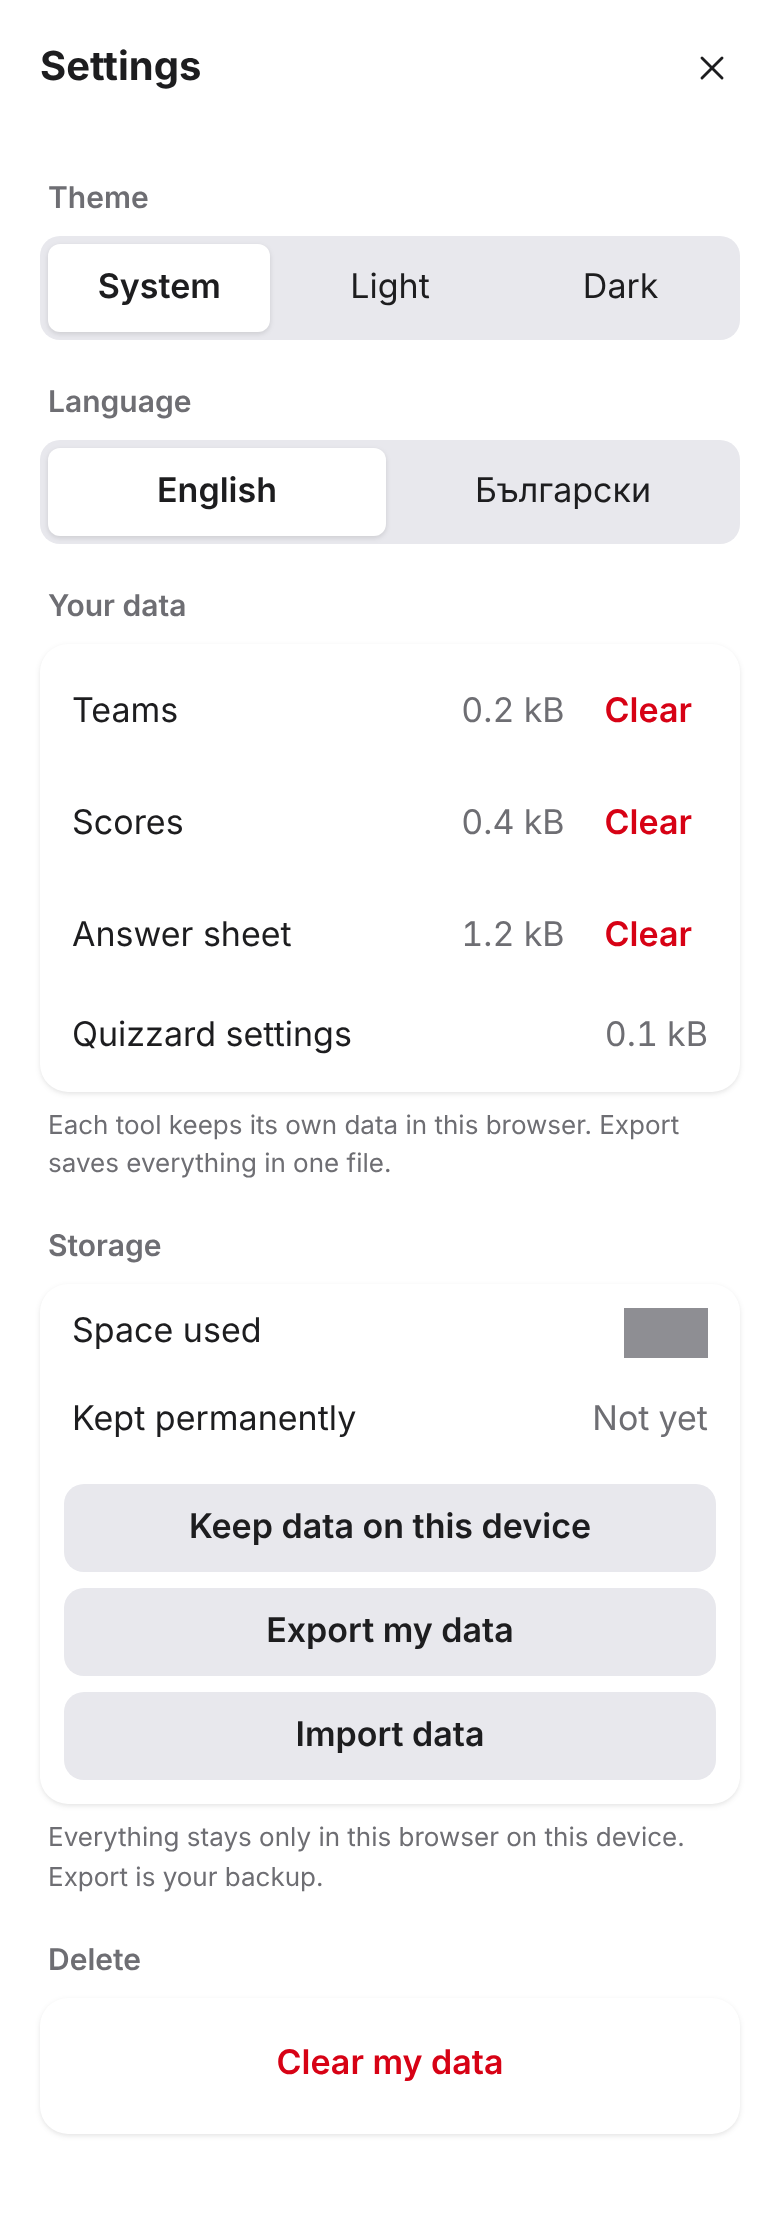 Settings
Theme
System Light Dark
Language
English Български
Your data
Teams 0.2 kB Clear
Scores 0.4 kB Clear
Answer sheet 1.2 kB Clear
Quizzard settings 0.1 kB
Each tool keeps its own data in this browser. Export
saves everything in one file.
Storage
Space used
Kept permanently Not yet
Keep data on this device
Export my data
Import data
Everything stays only in this browser on this device.
Export is your backup.
Delete
Clear my data